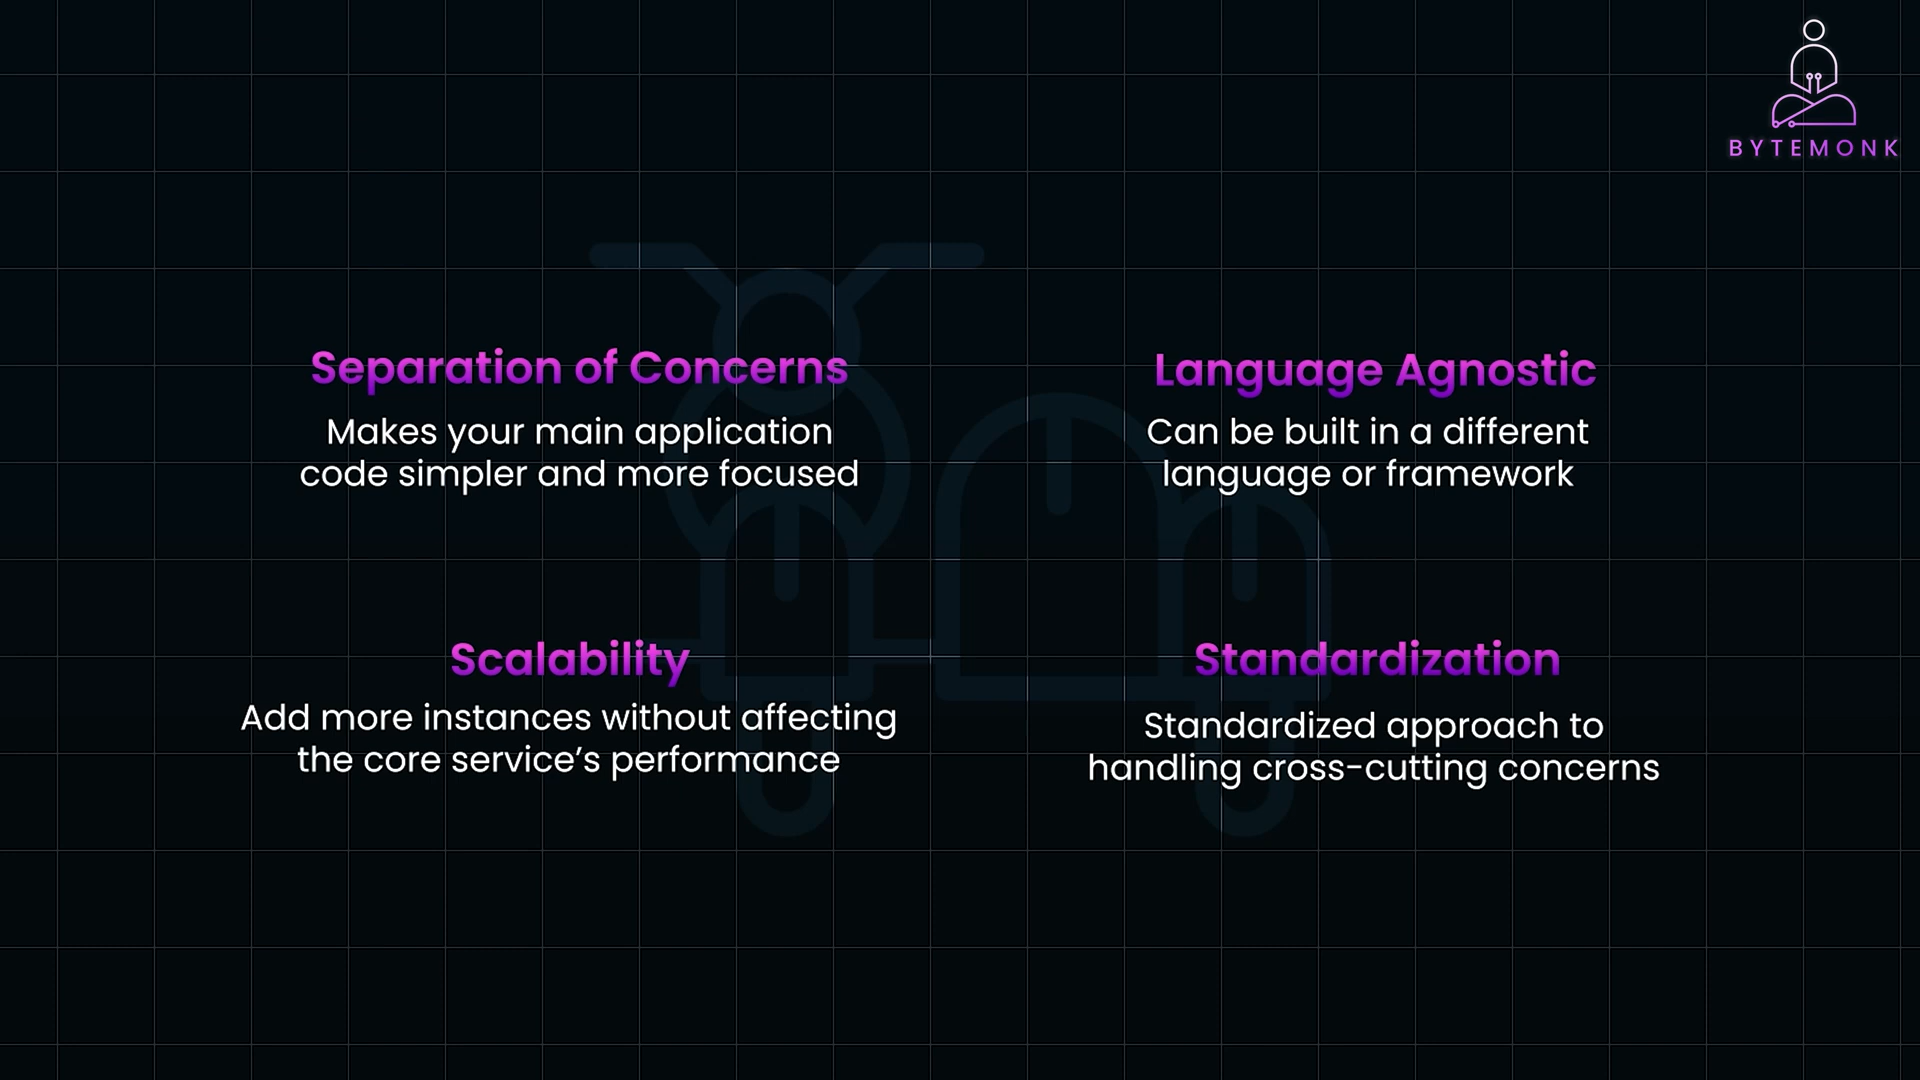 BYTEMONK
Separation of Concerns
Makes your main application
code simpler and more focused
Language Agnostic
Can be built in a different
language or framework
Scalability
Add more instances without affecting
the core service’s performance
Standardization
Standardized approach to
handling cross-cutting concerns